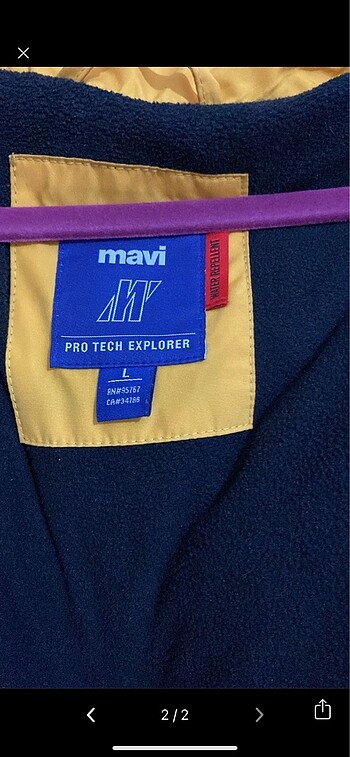 mavi
WATER REPELLENT
PRO TECH EXPLORER
L
RN#95767
CA#34788
2/2